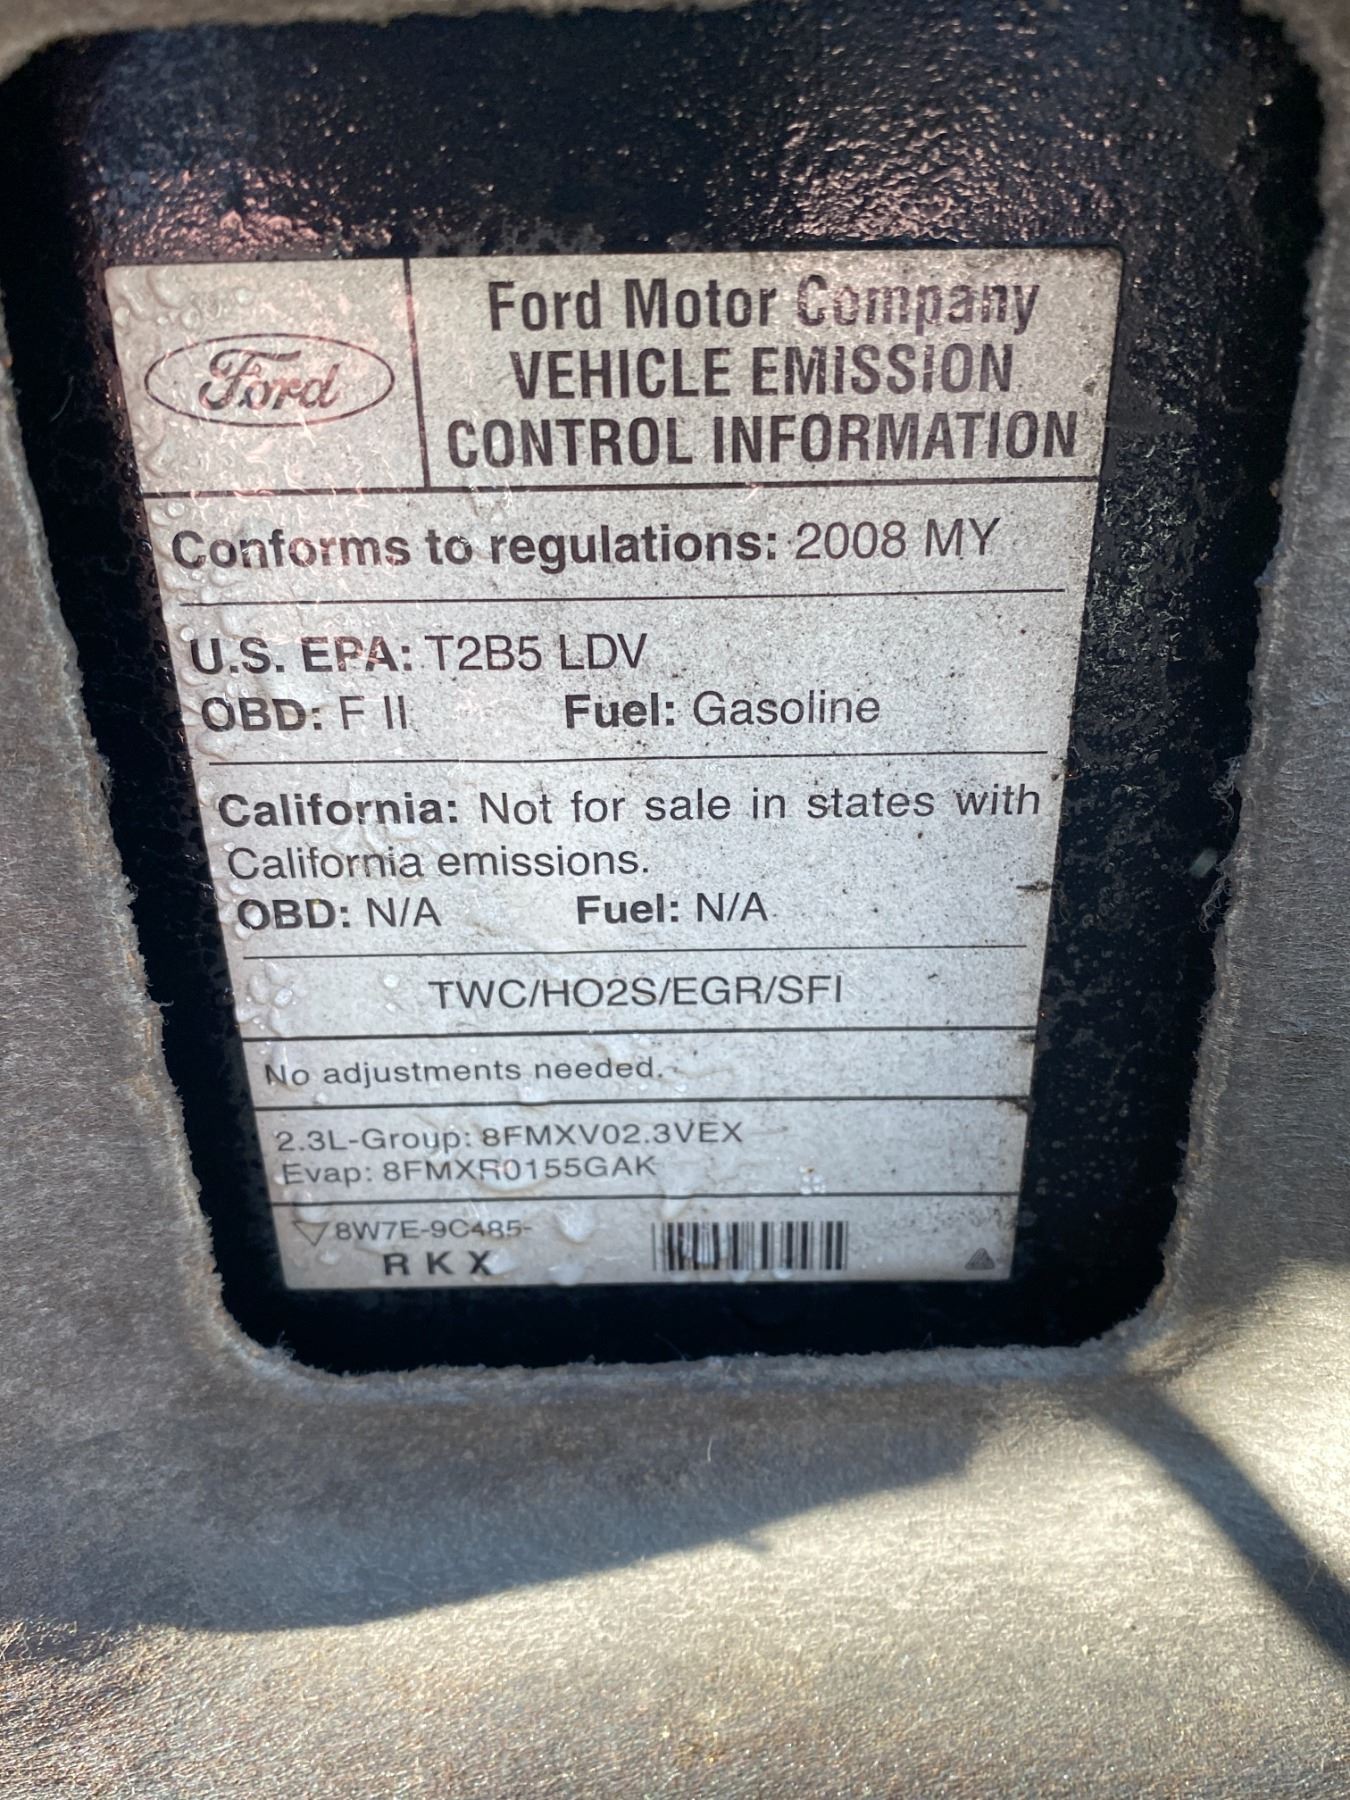 Ford
Ford Motor Company
VEHICLE EMISSION
CONTROL INFORMATION
Conforms to regulations: 2008 MY
U.S. EPA: T2B5 LDV
OBD: F II Fuel: Gasoline
California: Not for sale in states with
California emissions.
OBD: N/A Fuel: N/A
TWC/HO2S/EGR/SFI
No adjustments needed.
2.3L-Group: 8FMXV02.3VEX
Evap: 8FMXR0155GAK
8W7E-9C485-
R K X